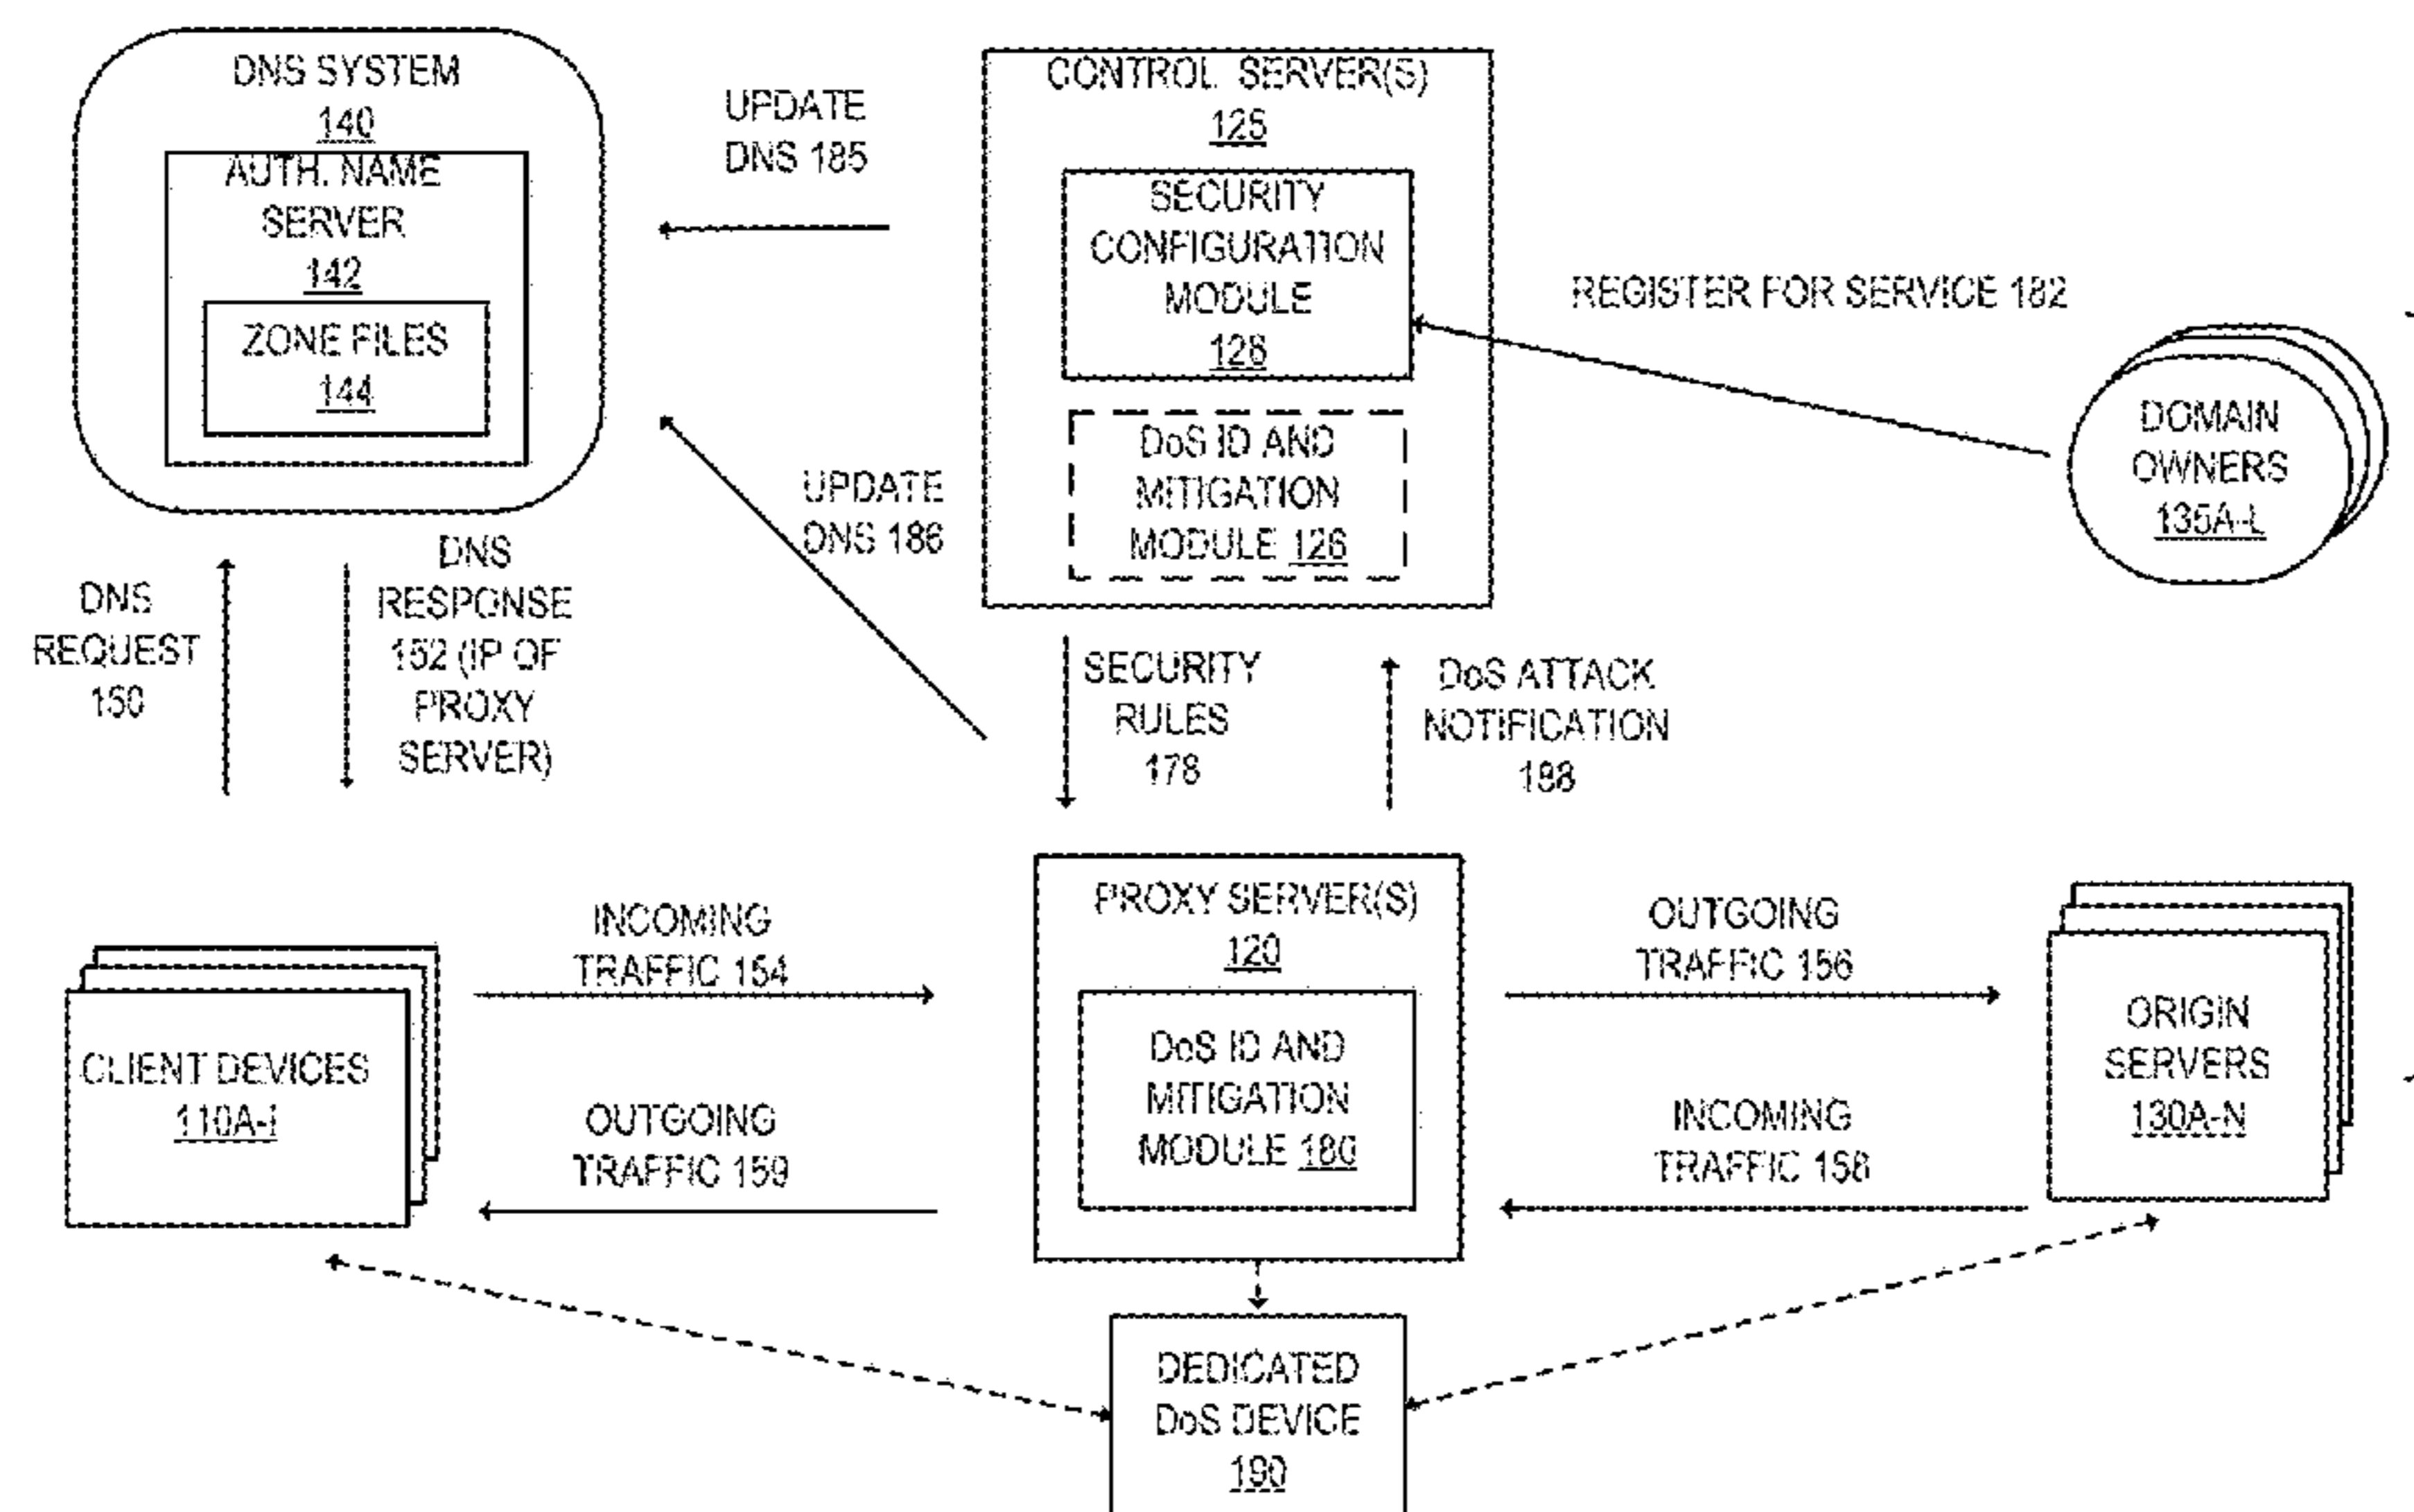 DNS SYSTEM
140
AUTH. NAME
SERVER
142
ZONE FILES
144
UPDATE
DNS 185
CONTROL SERVER(S)
125
SECURITY
CONFIGURATION
MODULE
128
DoS ID AND
MITIGATION
MODULE 126
REGISTER FOR SERVICE 182
DOMAIN
OWNERS
135A-L
UPDATE
DNS 186
DNS
REQUEST
150
DNS
RESPONSE
152 (IP OF
PROXY
SERVER)
SECURITY
RULES
178
DoS ATTACK
NOTIFICATION
188
CLIENT DEVICES
110A-I
INCOMING
TRAFFIC 154
OUTGOING
TRAFFIC 159
PROXY SERVER(S)
120
DoS ID AND
MITIGATION
MODULE 180
OUTGOING
TRAFFIC 156
INCOMING
TRAFFIC 158
ORIGIN
SERVERS
130A-N
DEDICATED
DoS DEVICE
190